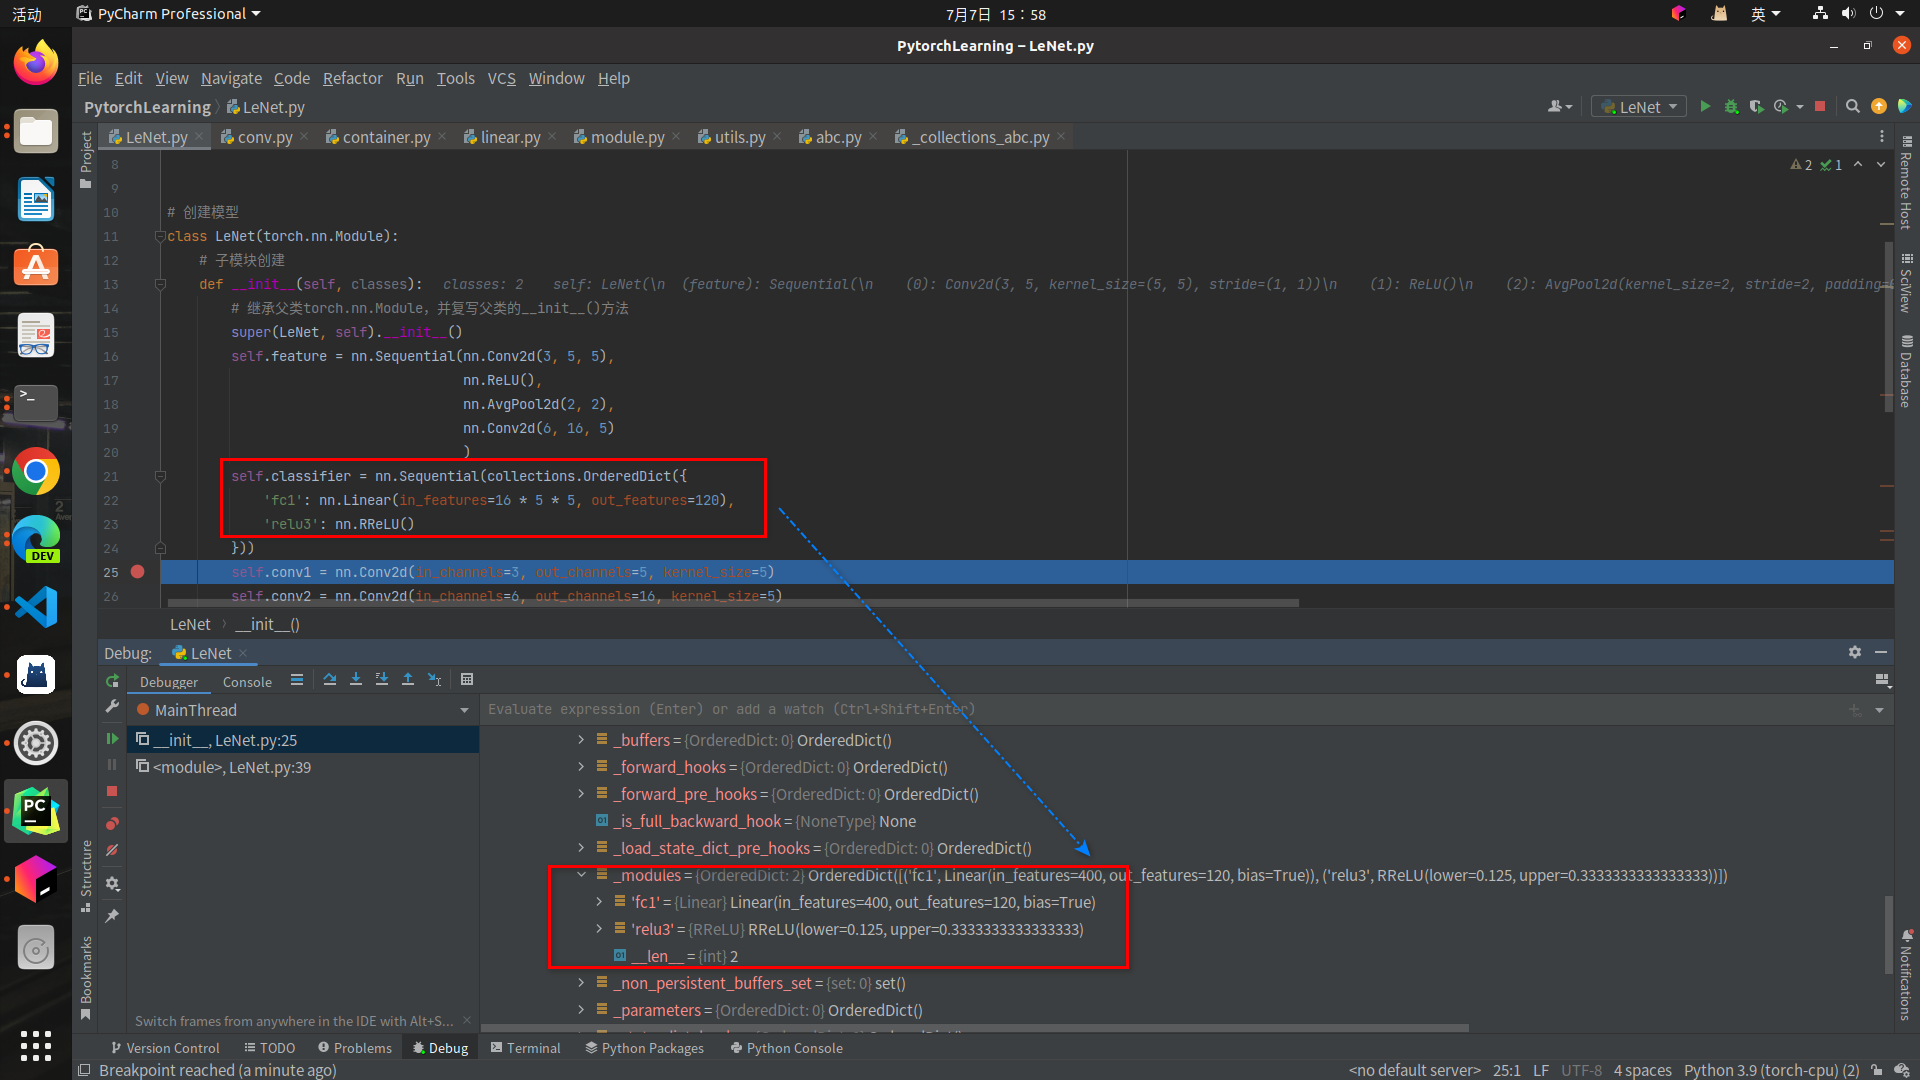 活动
PyCharm Professional
7月7日 15：58
英
PytorchLearning – LeNet.py
File Edit View Navigate Code Refactor Run Tools VCS Window Help
PytorchLearning LeNet.py
LeNet
LeNet.py conv.py container.py linear.py module.py utils.py abc.py _collections_abc.py
Project
2 1
8
9
10 # 创建模型
11 class LeNet(torch.nn.Module):
12 # 子模块创建
13 def __init__(self, classes): classes: 2 self: LeNet(\n (feature): Sequential(\n (0): Conv2d(3, 5, kernel_size=(5, 5), stride=(1, 1))\n (1): ReLU()\n (2): AvgPool2d(kernel_size=2, stride=2, padding=
14 # 继承父类torch.nn.Module，并复写父类的__init__()方法
15 super(LeNet, self).__init__()
16 self.feature = nn.Sequential(nn.Conv2d(3, 5, 5),
17 nn.ReLU(),
18 nn.AvgPool2d(2, 2),
19 nn.Conv2d(6, 16, 5)
20 )
21 self.classifier = nn.Sequential(collections.OrderedDict({
22 'fc1': nn.Linear(in_features=16 * 5 * 5, out_features=120),
23 'relu3': nn.RReLU()
24 }))
25 self.conv1 = nn.Conv2d(in_channels=3, out_channels=5, kernel_size=5)
26 self.conv2 = nn.Conv2d(in_channels=6, out_channels=16, kernel_size=5)
Remote Host
SciView
Database
Notifications
LeNet __init__()
Debug: LeNet
Debugger Console
MainThread
Evaluate expression (Enter) or add a watch (Ctrl+Shift+Enter)
__init__, LeNet.py:25
<module>, LeNet.py:39
_buffers = {OrderedDict: 0} OrderedDict()
_forward_hooks = {OrderedDict: 0} OrderedDict()
_forward_pre_hooks = {OrderedDict: 0} OrderedDict()
_is_full_backward_hook = {NoneType} None
_load_state_dict_pre_hooks = {OrderedDict: 0} OrderedDict()
_modules = {OrderedDict: 2} OrderedDict([('fc1', Linear(in_features=400, out_features=120, bias=True)), ('relu3', RReLU(lower=0.125, upper=0.3333333333333333))])
'fc1' = {Linear} Linear(in_features=400, out_features=120, bias=True)
'relu3' = {RReLU} RReLU(lower=0.125, upper=0.3333333333333333)
__len__ = {int} 2
_non_persistent_buffers_set = {set: 0} set()
_parameters = {OrderedDict: 0} OrderedDict()
Structure
Bookmarks
Switch frames from anywhere in the IDE with Alt+S...
Version Control TODO Problems Debug Terminal Python Packages Python Console
Breakpoint reached (a minute ago)
<no default server> 25:1 LF UTF-8 4 spaces Python 3.9 (torch-cpu) (2)
DEV
PC